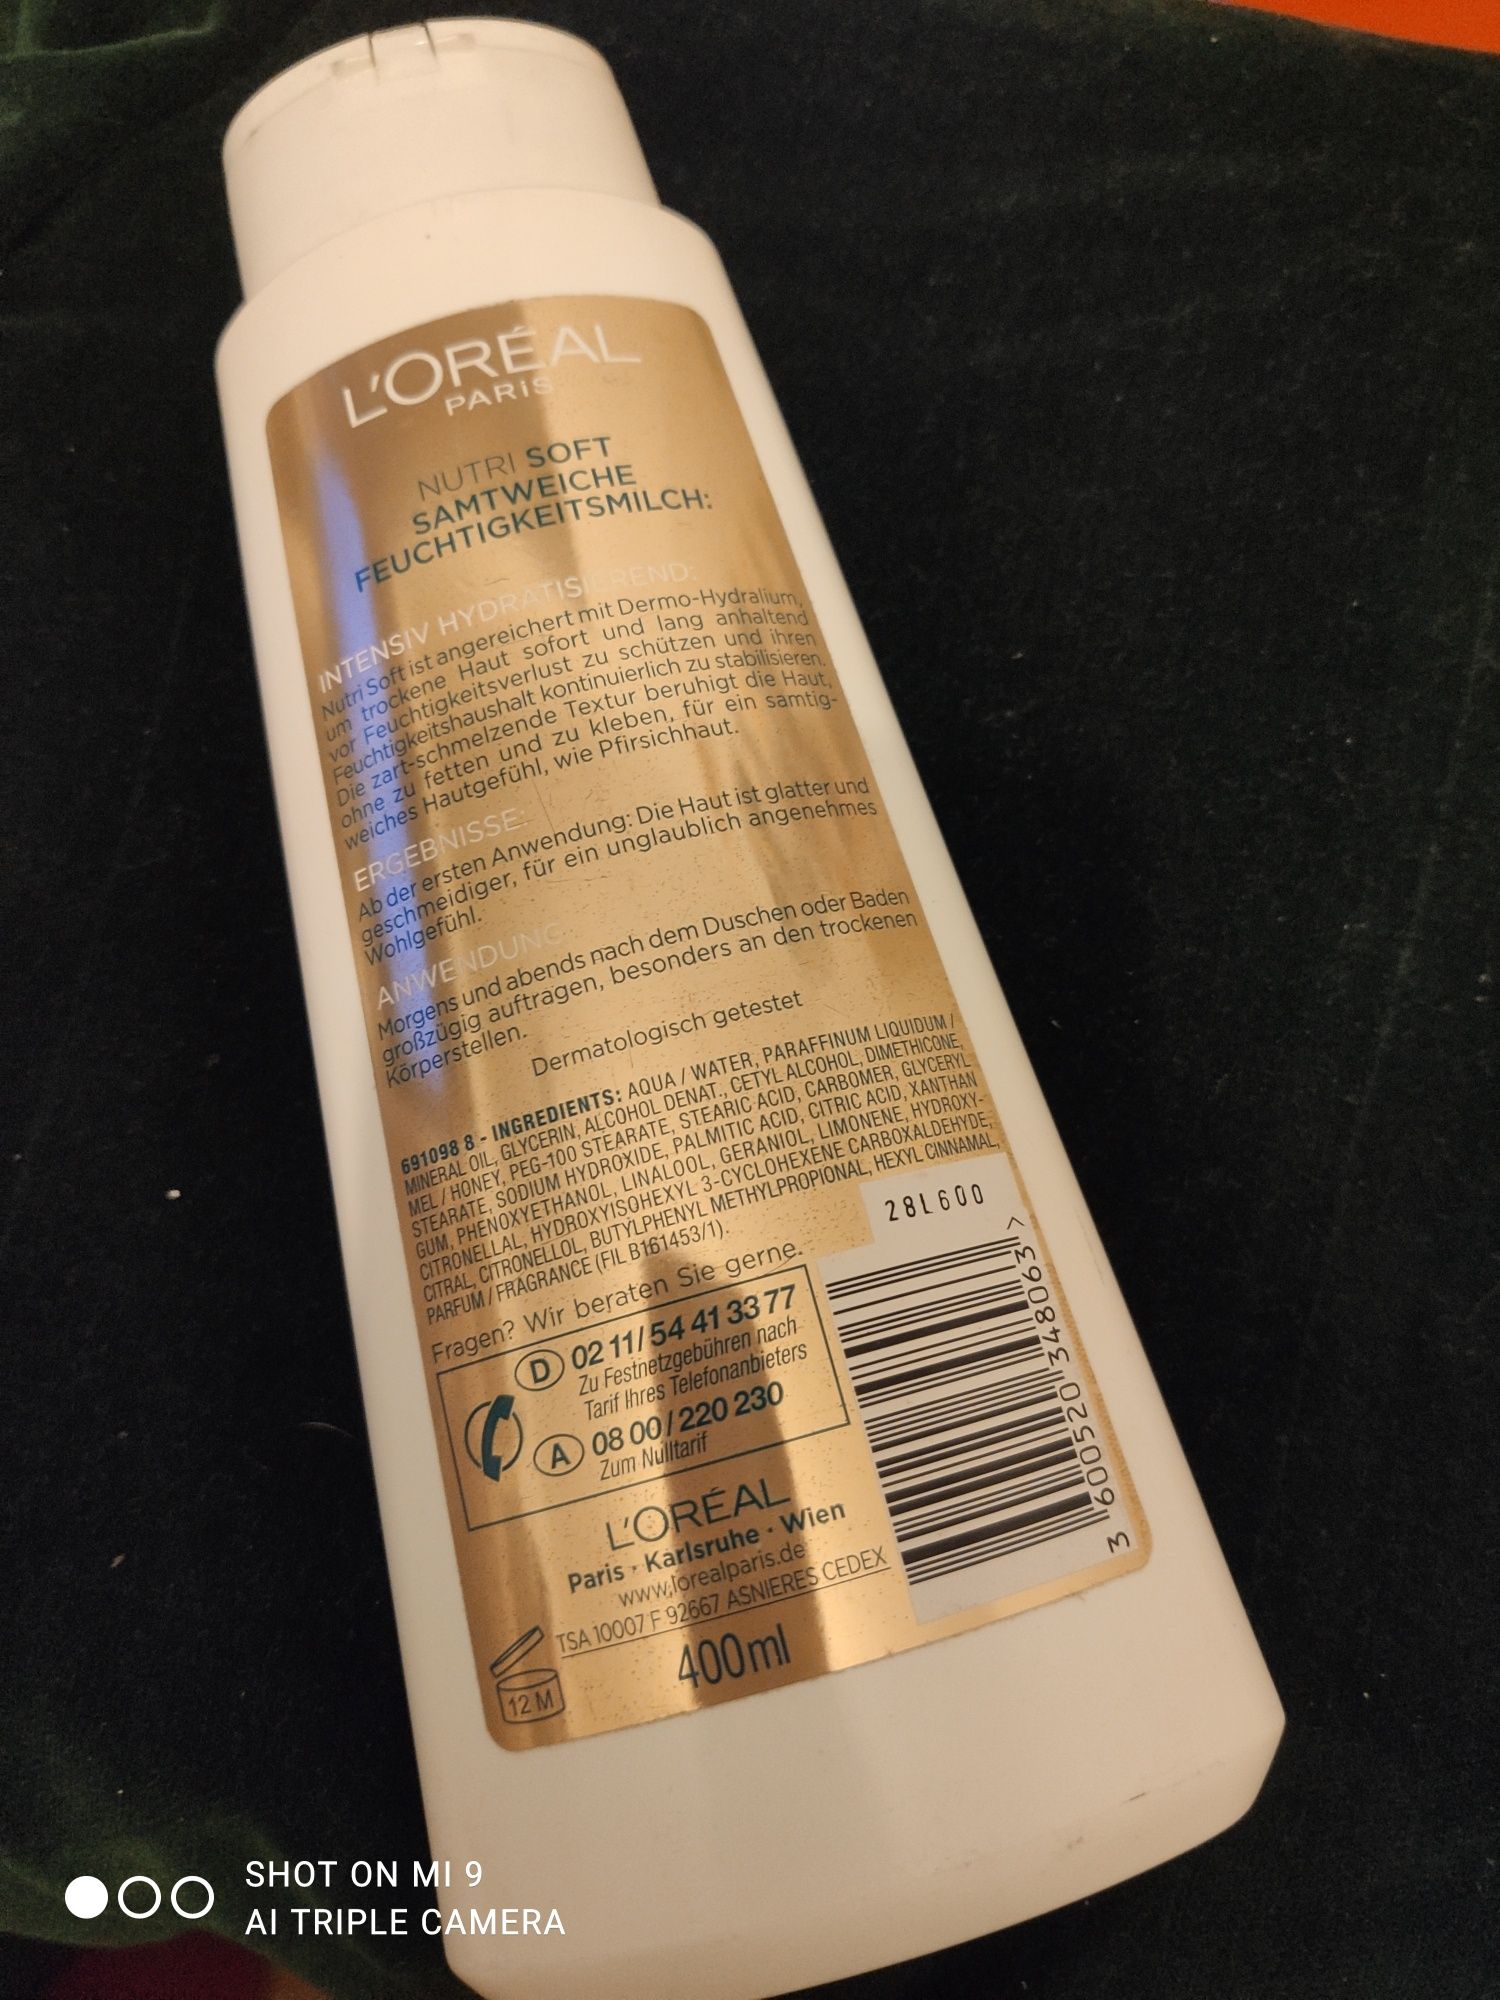 L'ORÉAL
PARIS
NUTRI SOFT
SAMTWEICHE
FEUCHTIGKEITSMILCH:
INTENSIV HYDRATISIEREND:
Nutri Soft ist angereichert mit Dermo-Hydralium,
um trockene Haut sofort und lang anhaltend
vor Feuchtigkeitsverlust zu schützen und ihren
Feuchtigkeitshaushalt kontinuierlich zu stabilisieren.
Die zart-schmelzende Textur beruhigt die Haut,
ohne zu fetten und zu kleben, für ein samtig-
weiches Hautgefühl, wie Pfirsichhaut.
ERGEBNISSE:
Ab der ersten Anwendung: Die Haut ist glatter und
geschmeidiger, für ein unglaublich angenehmes
Wohlgefühl.
ANWENDUNG
Morgens und abends nach dem Duschen oder Baden
großzügig auftragen, besonders an den trockenen
Körperstellen.
Dermatologisch getestet
691098 8 - INGREDIENTS: AQUA / WATER, PARAFFINUM LIQUIDUM /
MINERAL OIL, GLYCERIN, ALCOHOL DENAT., CETYL ALCOHOL, DIMETHICONE,
MEL / HONEY, PEG-100 STEARATE, STEARIC ACID, CARBOMER, GLYCERYL
STEARATE, SODIUM HYDROXIDE, PALMITIC ACID, CITRIC ACID, XANTHAN
GUM, PHENOXYETHANOL, LINALOOL, GERANIOL, LIMONENE, HYDROXY-
CITRONELLAL, HYDROXYISOHEXYL 3-CYCLOHEXENE CARBOXALDEHYDE,
CITRAL, CITRONELLOL, BUTYLPHENYL METHYLPROPIONAL, HEXYL CINNAMAL,
PARFUM / FRAGRANCE (FIL B161453/1).
28L600
Fragen? Wir beraten Sie gerne.
D 02 11/54 41 33 77
Zu Festnetzgebühren nach
Tarif Ihres Telefonanbieters
A 08 00/220 230
Zum Nulltarif
3 600520 348063 >
L'ORÉAL
Paris · Karlsruhe · Wien
www.lorealparis.de
TSA 10007 F 92667 ASNIERES CEDEX
12 M
400ml
SHOT ON MI 9
AI TRIPLE CAMERA